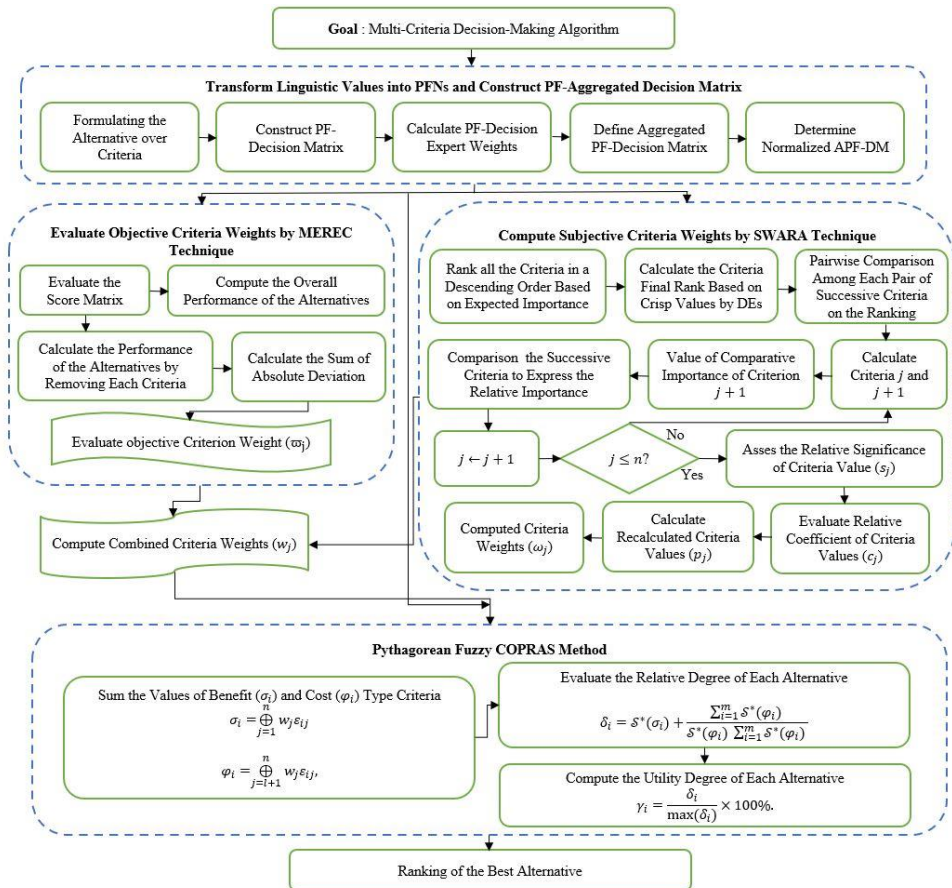 Goal : Multi-Criteria Decision-Making Algorithm
Transform Linguistic Values into PFNs and Construct PF-Aggregated Decision Matrix
Formulating the
Alternative over
Criteria
Construct PF-
Decision Matrix
Calculate PF-Decision
Expert Weights
Define Aggregated
PF-Decision Matrix
Determine
Normalized APF-DM
Evaluate Objective Criteria Weights by MEREC
Technique
Evaluate the
Score Matrix
Compute the Overall
Performance of the Alternatives
Calculate the Performance
of the Alternatives by
Removing Each Criteria
Calculate the Sum of
Absolute Deviation
Evaluate objective Criterion Weight (ϖj)
Compute Combined Criteria Weights (wj)
Compute Subjective Criteria Weights by SWARA Technique
Rank all the Criteria in a
Descending Order Based
on Expected Importance
Calculate the Criteria
Final Rank Based on
Crisp Values by DEs
Pairwise Comparison
Among Each Pair of
Successive Criteria
on the Ranking
Comparison the Successive
Criteria to Express the
Relative Importance
Value of Comparative
Importance of Criterion
j + 1
Calculate
Criteria j and
j + 1
j ← j + 1
j ≤ n?
No
Yes
Asses the Relative Significance
of Criteria Value (sj)
Computed Criteria
Weights (ωj)
Calculate
Recalculated Criteria
Values (pj)
Evaluate Relative
Coefficient of Criteria
Values (cj)
Pythagorean Fuzzy COPRAS Method
Sum the Values of Benefit (σi) and Cost (φi) Type Criteria
σi = ⊕_{j=1}^{n} wj εij
φi = ⊕_{j=l+1}^{n} wj εij,
Evaluate the Relative Degree of Each Alternative
δi = S*(σi) + ∑_{i=1}^{m} S*(φi) / S*(φi) ∑_{i=1}^{m} S*(φi)
Compute the Utility Degree of Each Alternative
γi = δi / max(δi) × 100%.
Ranking of the Best Alternative